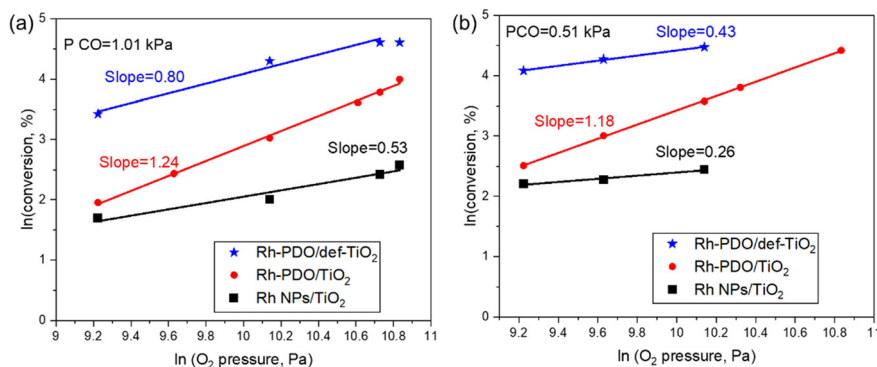 (a)
P CO=1.01 kPa
Slope=0.80
Slope=1.24
Slope=0.53
Rh-PDO/def-TiO₂
Rh-PDO/TiO₂
Rh NPs/TiO₂
ln(conversion, %)
0
1
2
3
4
5
9
9.2
9.4
9.6
9.8
10
10.2
10.4
10.6
10.8
11
ln (O₂ pressure, Pa)
(b)
PCO=0.51 kPa
Slope=0.43
Slope=1.18
Slope=0.26
Rh-PDO/def-TiO₂
Rh-PDO/TiO₂
Rh NPs/TiO₂
ln(conversion, %)
0
1
2
3
4
5
9.2
9.4
9.6
9.8
10
10.2
10.4
10.6
10.8
11
ln (O₂ pressure, Pa)